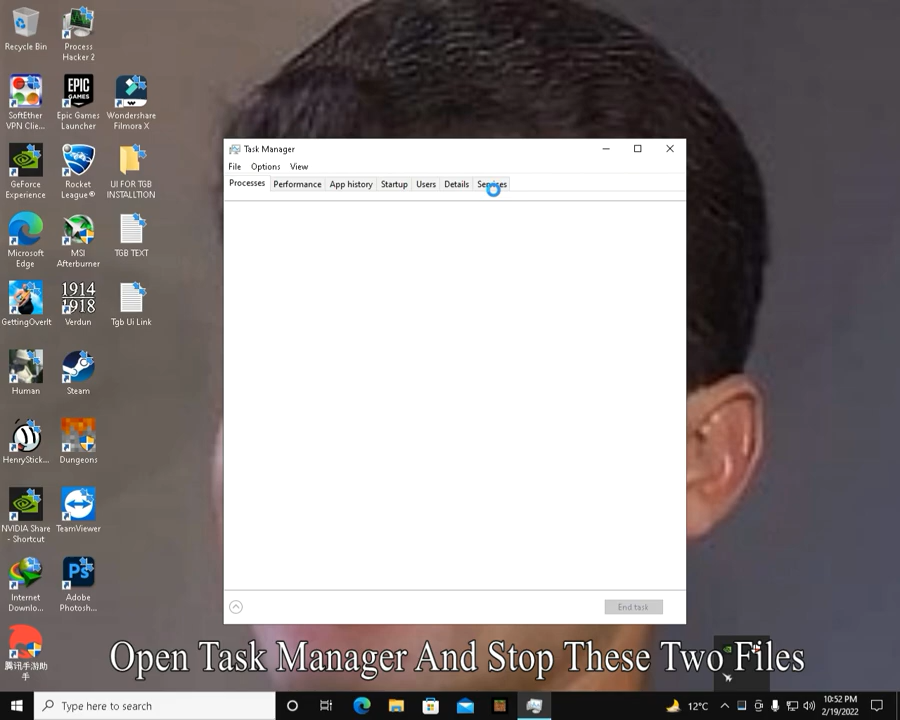 Recycle Bin
Process
Hacker 2
SoftEther
VPN Clie...
EPIC
GAMES
Epic Games
Launcher
Wondershare
Filmora X
GeForce
Experience
Rocket
League®
UI FOR TGB
INSTALLTION
Microsoft
Edge
MSI
Afterburner
TGB TEXT
GettingOverIt
1914
1918
Verdun
Tgb Ui Link
Human
Steam
HenryStick...
Dungeons
NVIDIA Share
- Shortcut
TeamViewer
Internet
Downlo...
Ps
Adobe
Photosh...
腾讯手游助
手
Task Manager
File Options View
Processes Performance App history Startup Users Details Services
End task
Open Task Manager And Stop These Two Files
Type here to search
12°C
10:52 PM
2/19/2022